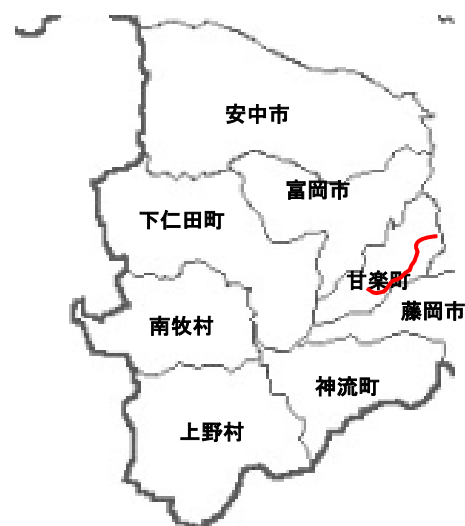 安中市
富岡市
下仁田町
甘楽町
藤岡市
南牧村
神流町
上野村